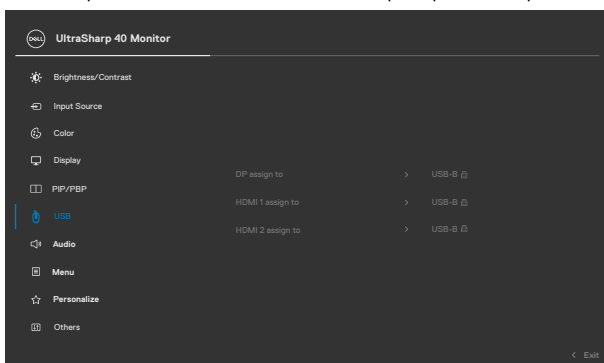 DELL UltraSharp 40 Monitor
Brightness/Contrast
Input Source
Color
Display
DP assign to > USB-B
PIP/PBP
HDMI 1 assign to > USB-B
USB
HDMI 2 assign to > USB-B
Audio
Menu
Personalize
Others
< Exit